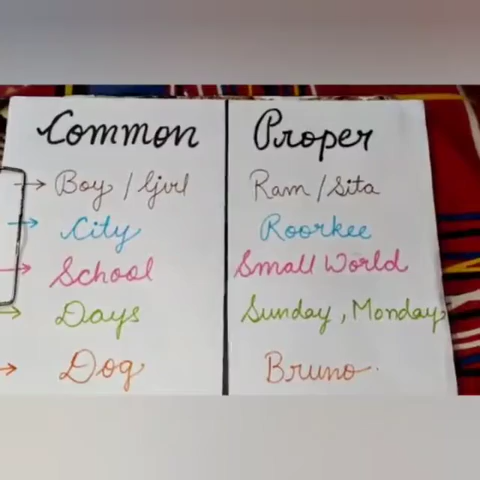 Common Proper
Boy / Girl Ram / Sita
City Roorkee
School Small World
Days Sunday, Monday
Dog Bruno.